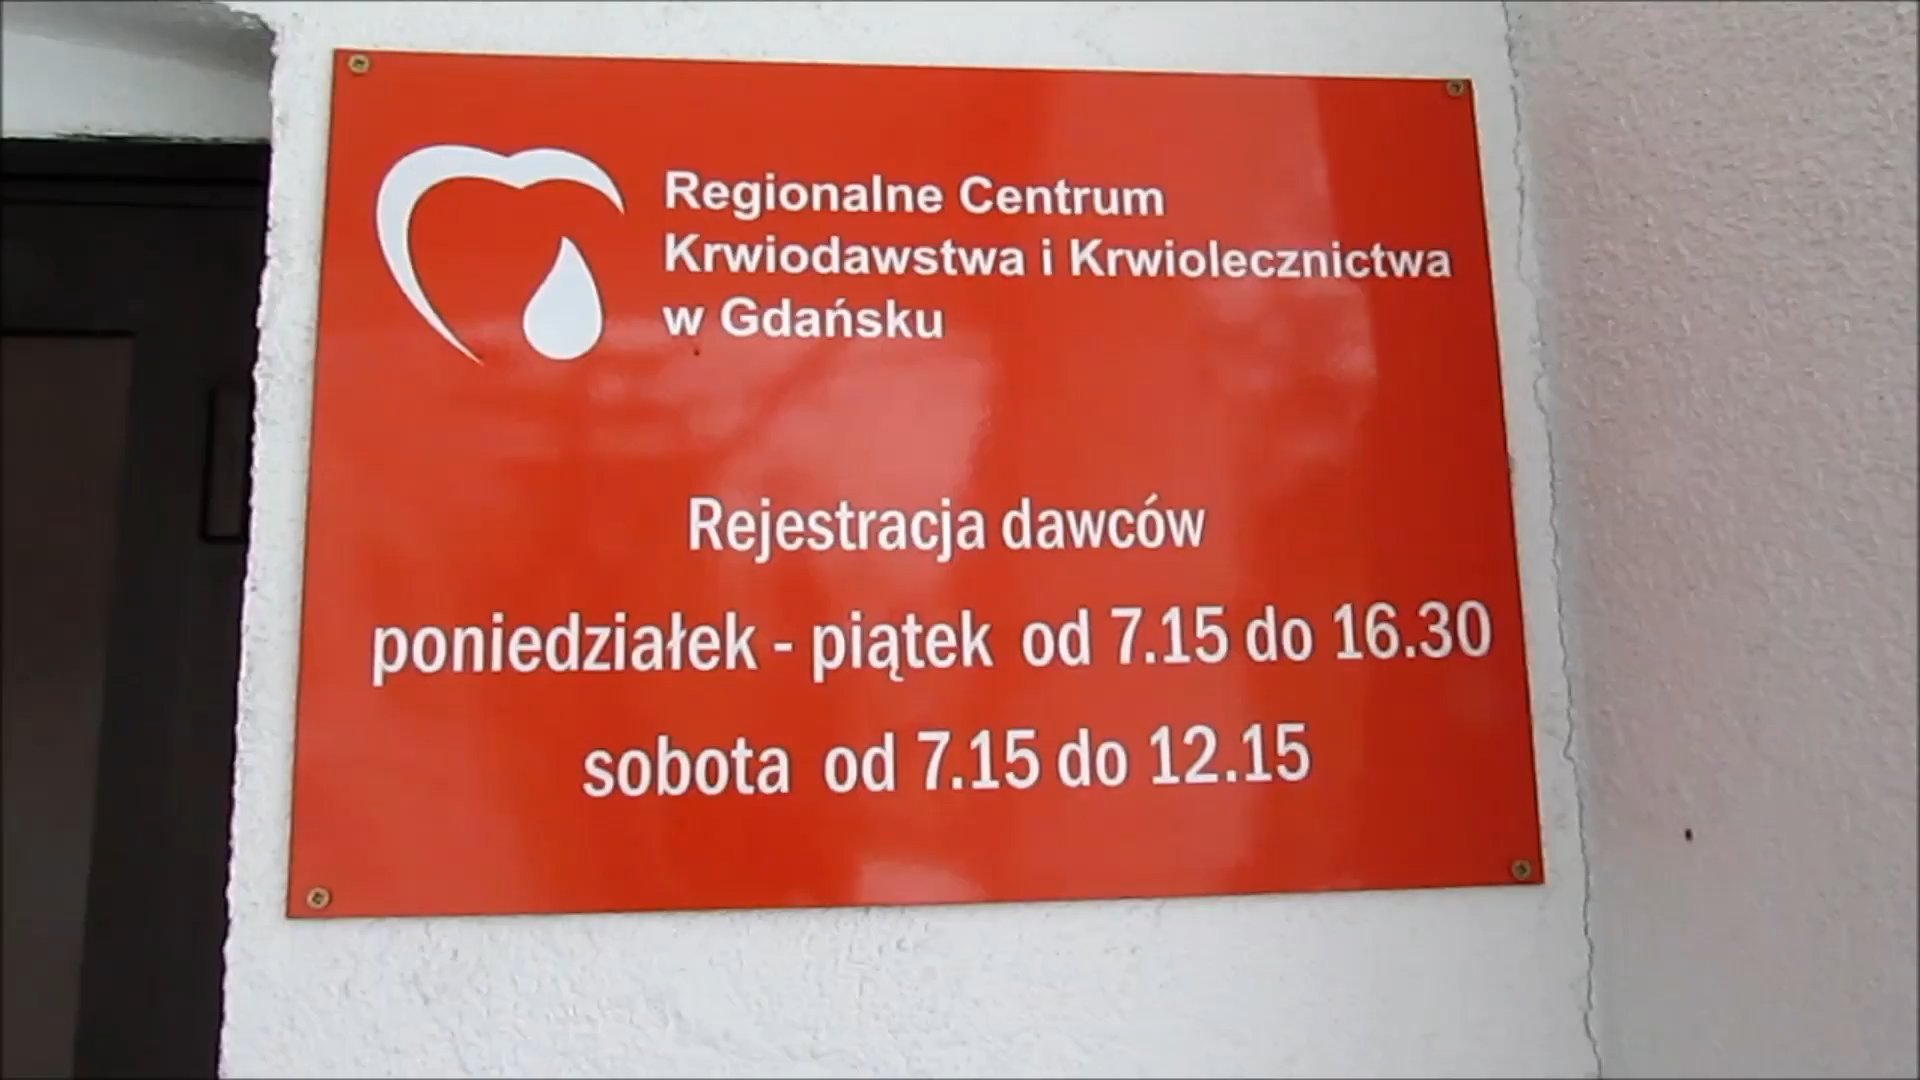 Regionalne Centrum
Krwiodawstwa i Krwiolecznictwa
w Gdańsku
Rejestracja dawców
poniedziałek - piątek od 7.15 do 16.30
sobota od 7.15 do 12.15